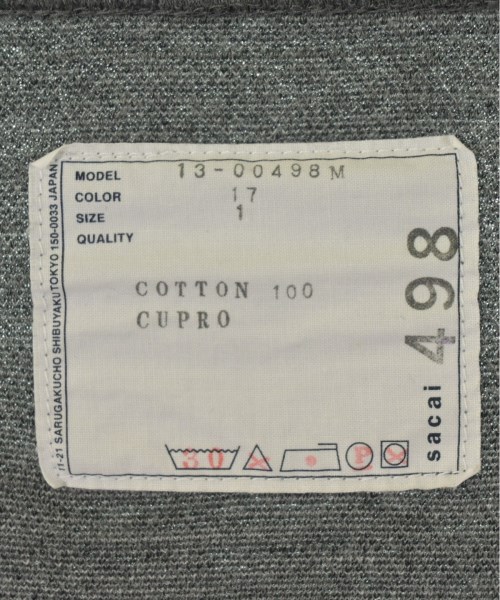 MODEL 13-00498M
COLOR 17
SIZE 1
QUALITY
COTTON 100
CUPRO
30
P
sacai 498
11-21 SARUGAKUCHO SHIBUYAKU TOKYO 150-0033 JAPAN